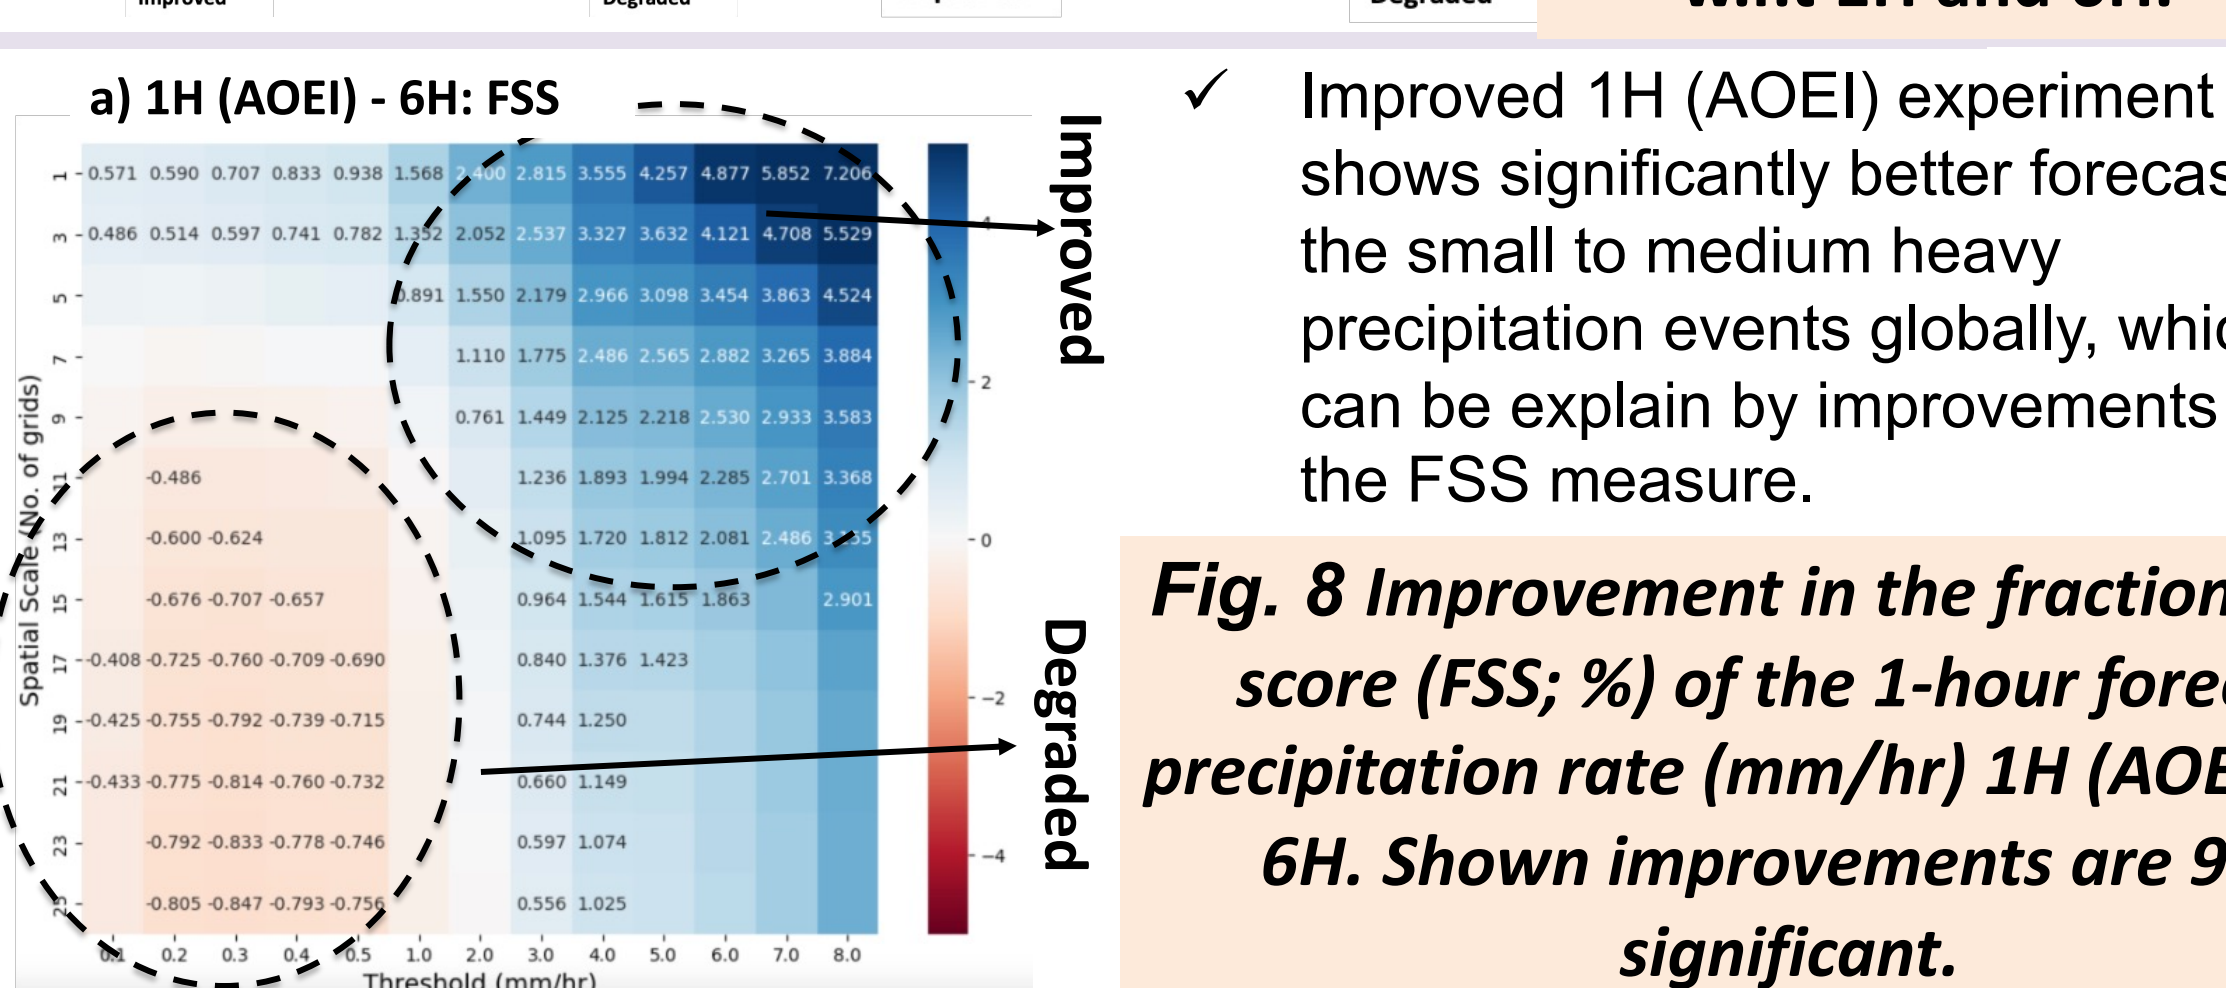 Improved
Degraded
Degraded
a) 1H (AOEI) - 6H: FSS
1 0.571 0.590 0.707 0.833 0.938 1.568 2.400 2.815 3.555 4.257 4.877 5.852 7.206
3 0.486 0.514 0.597 0.741 0.782 1.352 2.052 2.537 3.327 3.632 4.121 4.708 5.529
5 0.891 1.550 2.179 2.966 3.098 3.454 3.863 4.524
7 1.110 1.775 2.486 2.565 2.882 3.265 3.884
9 0.761 1.449 2.125 2.218 2.530 2.933 3.583
11 -0.486 1.236 1.893 1.994 2.285 2.701 3.368
13 -0.600 -0.624 1.095 1.720 1.812 2.081 2.486 3.155
15 -0.676 -0.707 -0.657 0.964 1.544 1.615 1.863 2.901
17 -0.408 -0.725 -0.760 -0.709 -0.690 0.840 1.376 1.423
19 -0.425 -0.755 -0.792 -0.739 -0.715 0.744 1.250
21 -0.433 -0.775 -0.814 -0.760 -0.732 0.660 1.149
23 -0.792 -0.833 -0.778 -0.746 0.597 1.074
25 -0.805 -0.847 -0.793 -0.756 0.556 1.025
0.1 0.2 0.3 0.4 0.5 1.0 2.0 3.0 4.0 5.0 6.0 7.0 8.0
Threshold (mm/hr)
Spatial Scale (No. of grids)
4
2
0
−2
−4
Improved
Degraded
✓ Improved 1H (AOEI) experiment
shows significantly better forecas
the small to medium heavy
precipitation events globally, whic
can be explain by improvements
the FSS measure.
Fig. 8 Improvement in the fraction
score (FSS; %) of the 1-hour fore
precipitation rate (mm/hr) 1H (AOE
6H. Shown improvements are 9
significant.